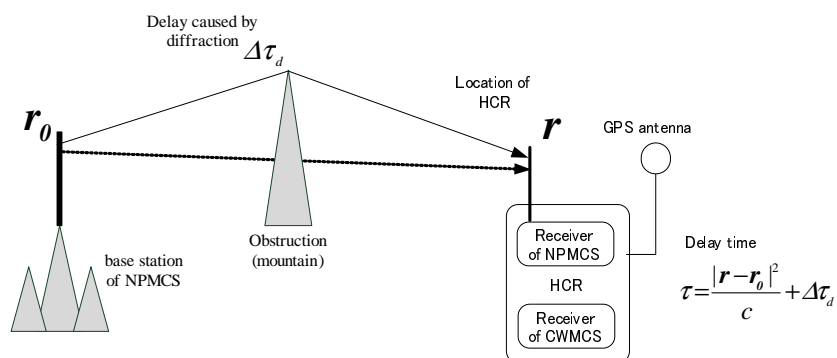 Delay caused by
diffraction Δτd
Location of
HCR
r0
r
GPS antenna
Obstruction
(mountain)
base station
of NPMCS
Receiver
of NPMCS
HCR
Receiver
of CWMCS
Delay time
τ=|r−r0|²/c+Δτd